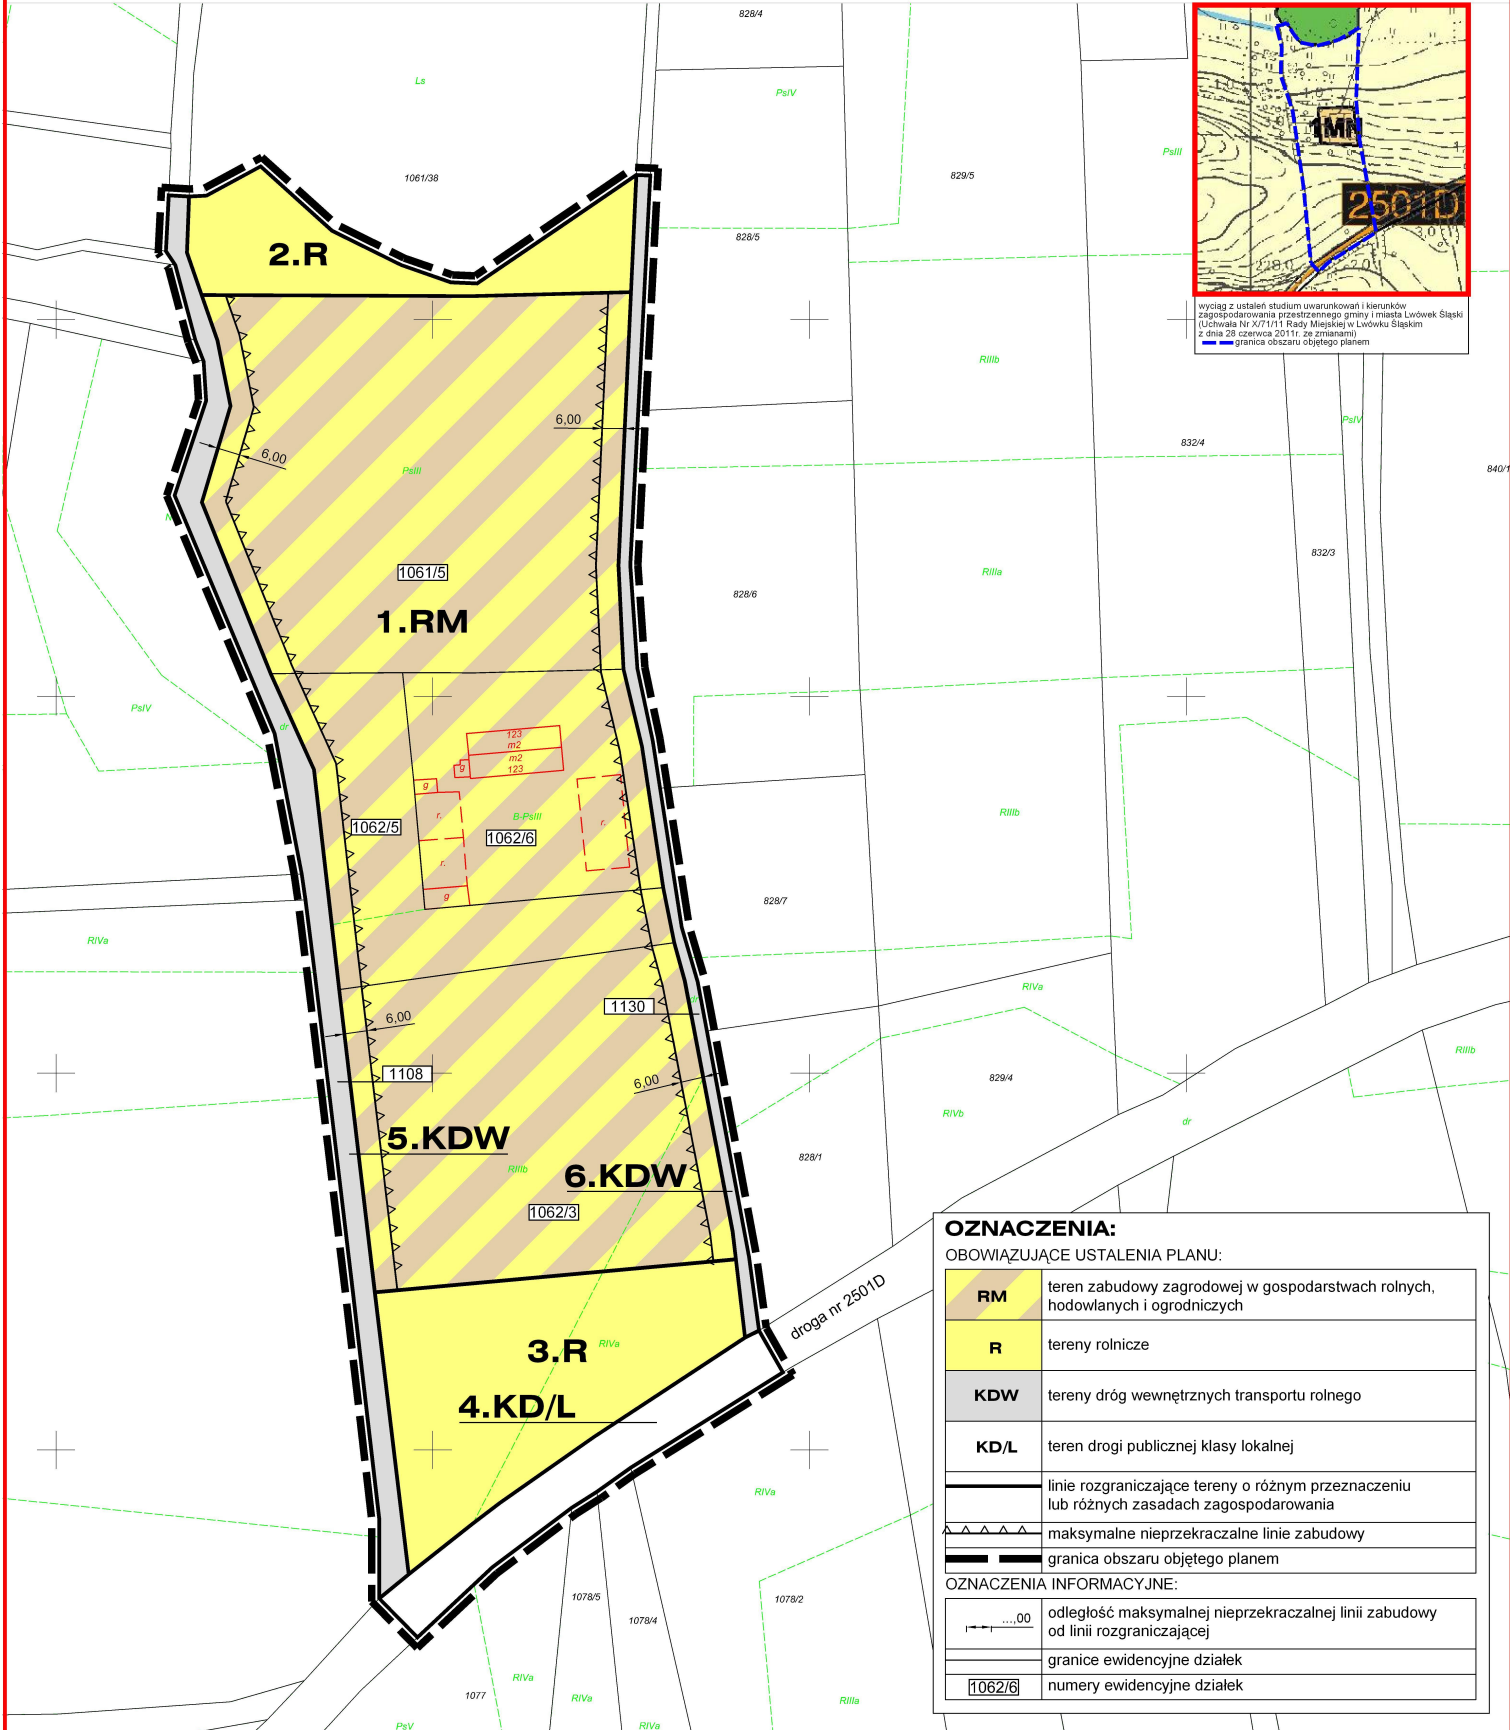 828/4
Ls
PsIV
PsIII
1061/38
829/5
828/5
1MN
2501D
wyciąg z ustaleń studium uwarunkowań i kierunków
zagospodarowania przestrzennego gminy i miasta Lwówek Śląski
(Uchwała Nr X/71/11 Rady Miejskiej w Lwówku Śląskim
z dnia 28 czerwca 2011r. ze zmianami)
granica obszaru objętego planem
2.R
RIIIb
PsIV
6,00
6,00
832/4
840/1
PsIII
832/3
1061/5
RIIIa
828/6
1.RM
PsIV
dr
123
m2
m2
123
g
g
r.
r.
r.
g
B-PsIII
1062/5
1062/6
RIIIb
828/7
RIVa
RIVa
1130
dr
6,00
RIIIb
1108
6,00
829/4
RIVb
dr
5.KDW
828/1
RIIIb
6.KDW
1062/3
droga nr 2501D
3.R
RIVa
4.KD/L
RIVa
1078/5
1078/4
1078/2
RIVa
RIVa
RIIIa
1077
PsV
RIVa
OZNACZENIA:
OBOWIĄZUJĄCE USTALENIA PLANU:
RM
teren zabudowy zagrodowej w gospodarstwach rolnych,
hodowlanych i ogrodniczych
R
tereny rolnicze
KDW
tereny dróg wewnętrznych transportu rolnego
KD/L
teren drogi publicznej klasy lokalnej
linie rozgraniczające tereny o różnym przeznaczeniu
lub różnych zasadach zagospodarowania
maksymalne nieprzekraczalne linie zabudowy
granica obszaru objętego planem
OZNACZENIA INFORMACYJNE:
...,00
odległość maksymalnej nieprzekraczalnej linii zabudowy
od linii rozgraniczającej
granice ewidencyjne działek
1062/6
numery ewidencyjne działek